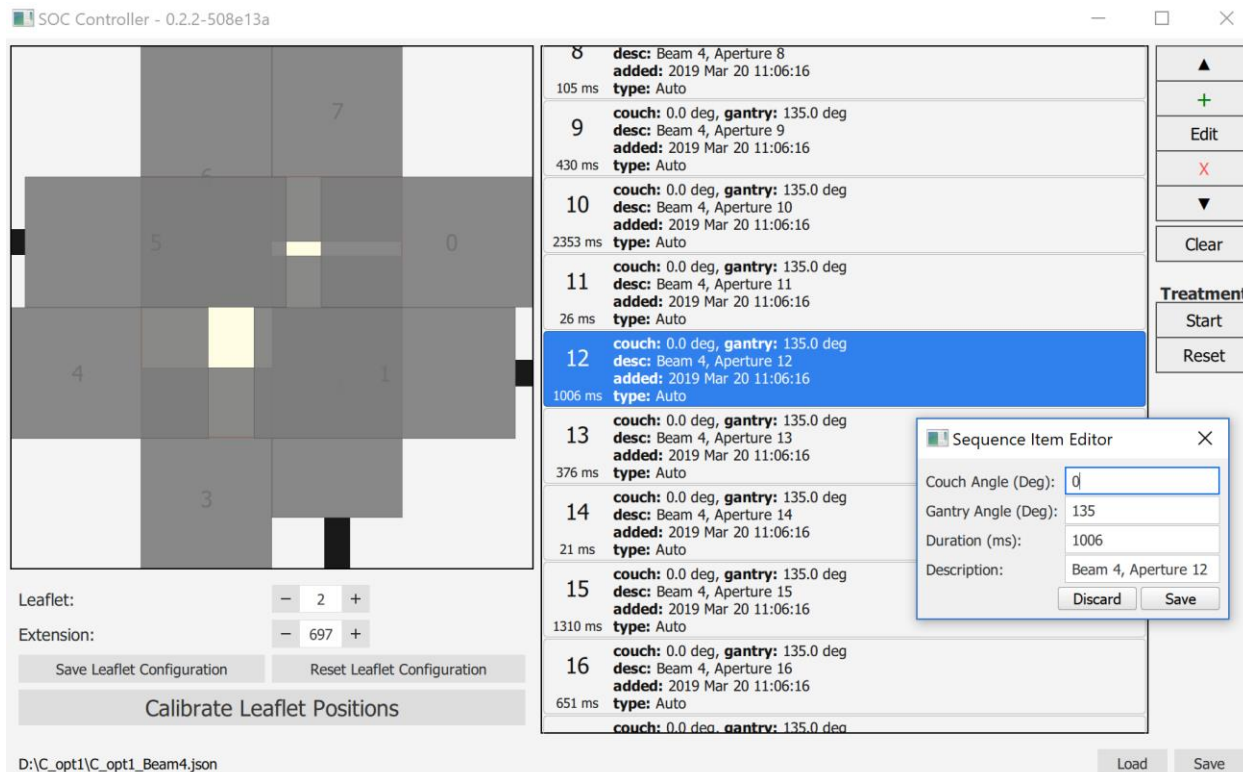 SOC Controller - 0.2.2-508e13a
7
6
5
0
4
1
3
Leaflet:
− 2 +
Extension:
− 697 +
Save Leaflet Configuration
Reset Leaflet Configuration
Calibrate Leaflet Positions
D:\C_opt1\C_opt1_Beam4.json
8
desc: Beam 4, Aperture 8
added: 2019 Mar 20 11:06:16
105 ms type: Auto
couch: 0.0 deg, gantry: 135.0 deg
9 desc: Beam 4, Aperture 9
added: 2019 Mar 20 11:06:16
430 ms type: Auto
couch: 0.0 deg, gantry: 135.0 deg
10 desc: Beam 4, Aperture 10
added: 2019 Mar 20 11:06:16
2353 ms type: Auto
couch: 0.0 deg, gantry: 135.0 deg
11 desc: Beam 4, Aperture 11
added: 2019 Mar 20 11:06:16
26 ms type: Auto
couch: 0.0 deg, gantry: 135.0 deg
12 desc: Beam 4, Aperture 12
added: 2019 Mar 20 11:06:16
1006 ms type: Auto
couch: 0.0 deg, gantry: 135.0 deg
13 desc: Beam 4, Aperture 13
added: 2019 Mar 20 11:06:16
376 ms type: Auto
couch: 0.0 deg, gantry: 135.0 deg
14 desc: Beam 4, Aperture 14
added: 2019 Mar 20 11:06:16
21 ms type: Auto
couch: 0.0 deg, gantry: 135.0 deg
15 desc: Beam 4, Aperture 15
added: 2019 Mar 20 11:06:16
1310 ms type: Auto
couch: 0.0 deg, gantry: 135.0 deg
16 desc: Beam 4, Aperture 16
added: 2019 Mar 20 11:06:16
651 ms type: Auto
couch: 0.0 deg, gantry: 135.0 deg
▲
+
Edit
X
▼
Clear
Treatment
Start
Reset
Sequence Item Editor
Couch Angle (Deg): 0
Gantry Angle (Deg): 135
Duration (ms): 1006
Description: Beam 4, Aperture 12
Discard
Save
Load
Save